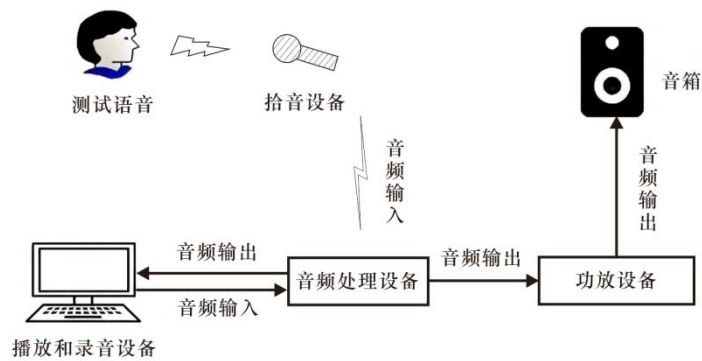 测试语音
拾音设备
音箱
音频输入
音频输出
音频输出
音频处理设备
音频输出
功放设备
音频输入
播放和录音设备